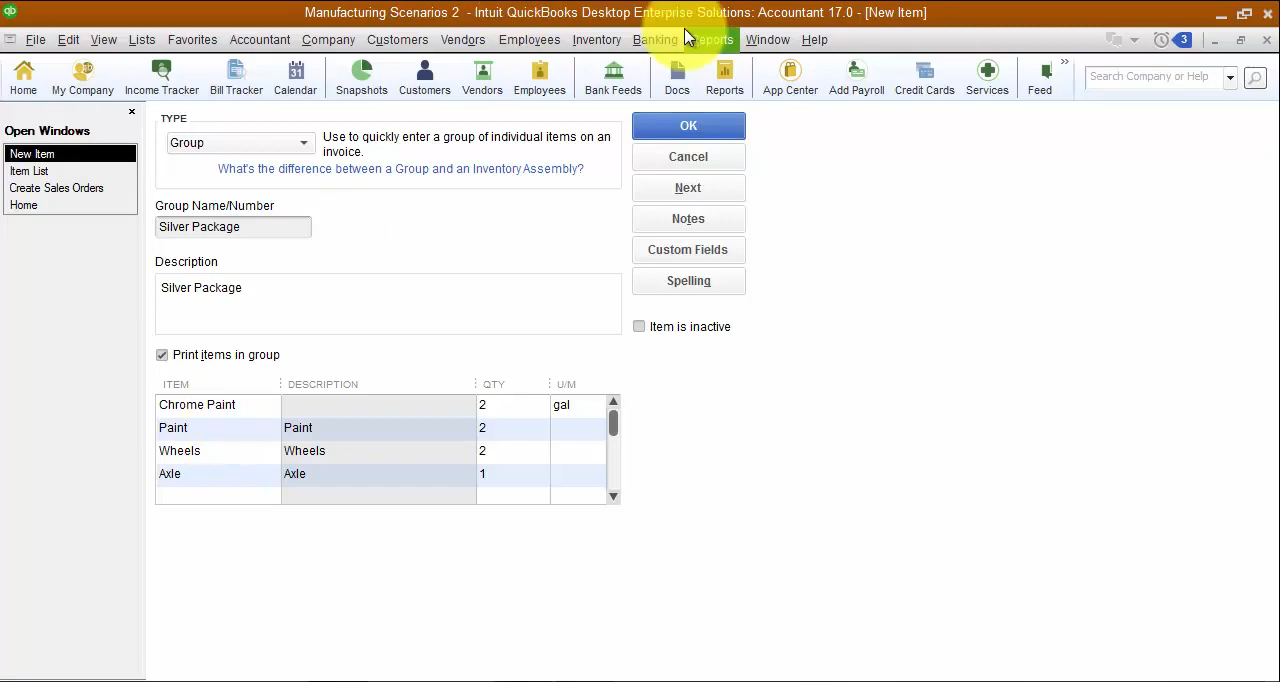 qb
Manufacturing Scenarios 2 - Intuit QuickBooks Desktop Enterprise Solutions: Accountant 17.0 - [New Item]
File Edit View Lists Favorites Accountant Company Customers Vendors Employees Inventory Banking Reports Window Help 3
Home My Company Income Tracker Bill Tracker Calendar Snapshots Customers Vendors Employees Bank Feeds Docs Reports App Center Add Payroll Credit Cards Services Feed Search Company or Help
31
Open Windows
New Item
Item List
Create Sales Orders
Home
TYPE
Group
Use to quickly enter a group of individual items on an
invoice.
What's the difference between a Group and an Inventory Assembly?
Group Name/Number
Silver Package
Description
Silver Package
Print items in group
ITEM DESCRIPTION QTY U/M
Chrome Paint 2 gal
Paint Paint 2
Wheels Wheels 2
Axle Axle 1
OK
Cancel
Next
Notes
Custom Fields
Spelling
Item is inactive